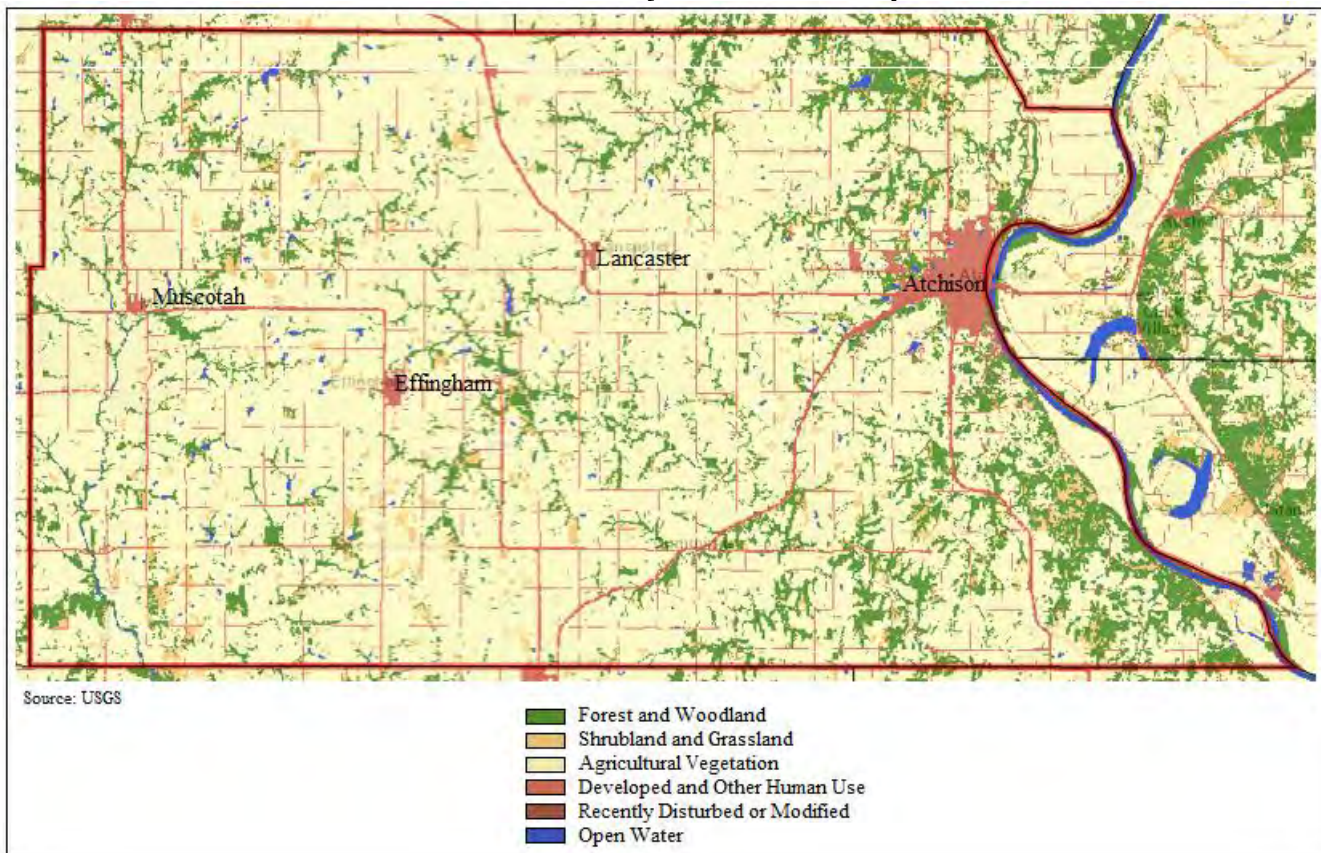 Lancaster
Atchison
Muscotah
Effingham
Source: USGS
Forest and Woodland
Shrubland and Grassland
Agricultural Vegetation
Developed and Other Human Use
Recently Disturbed or Modified
Open Water